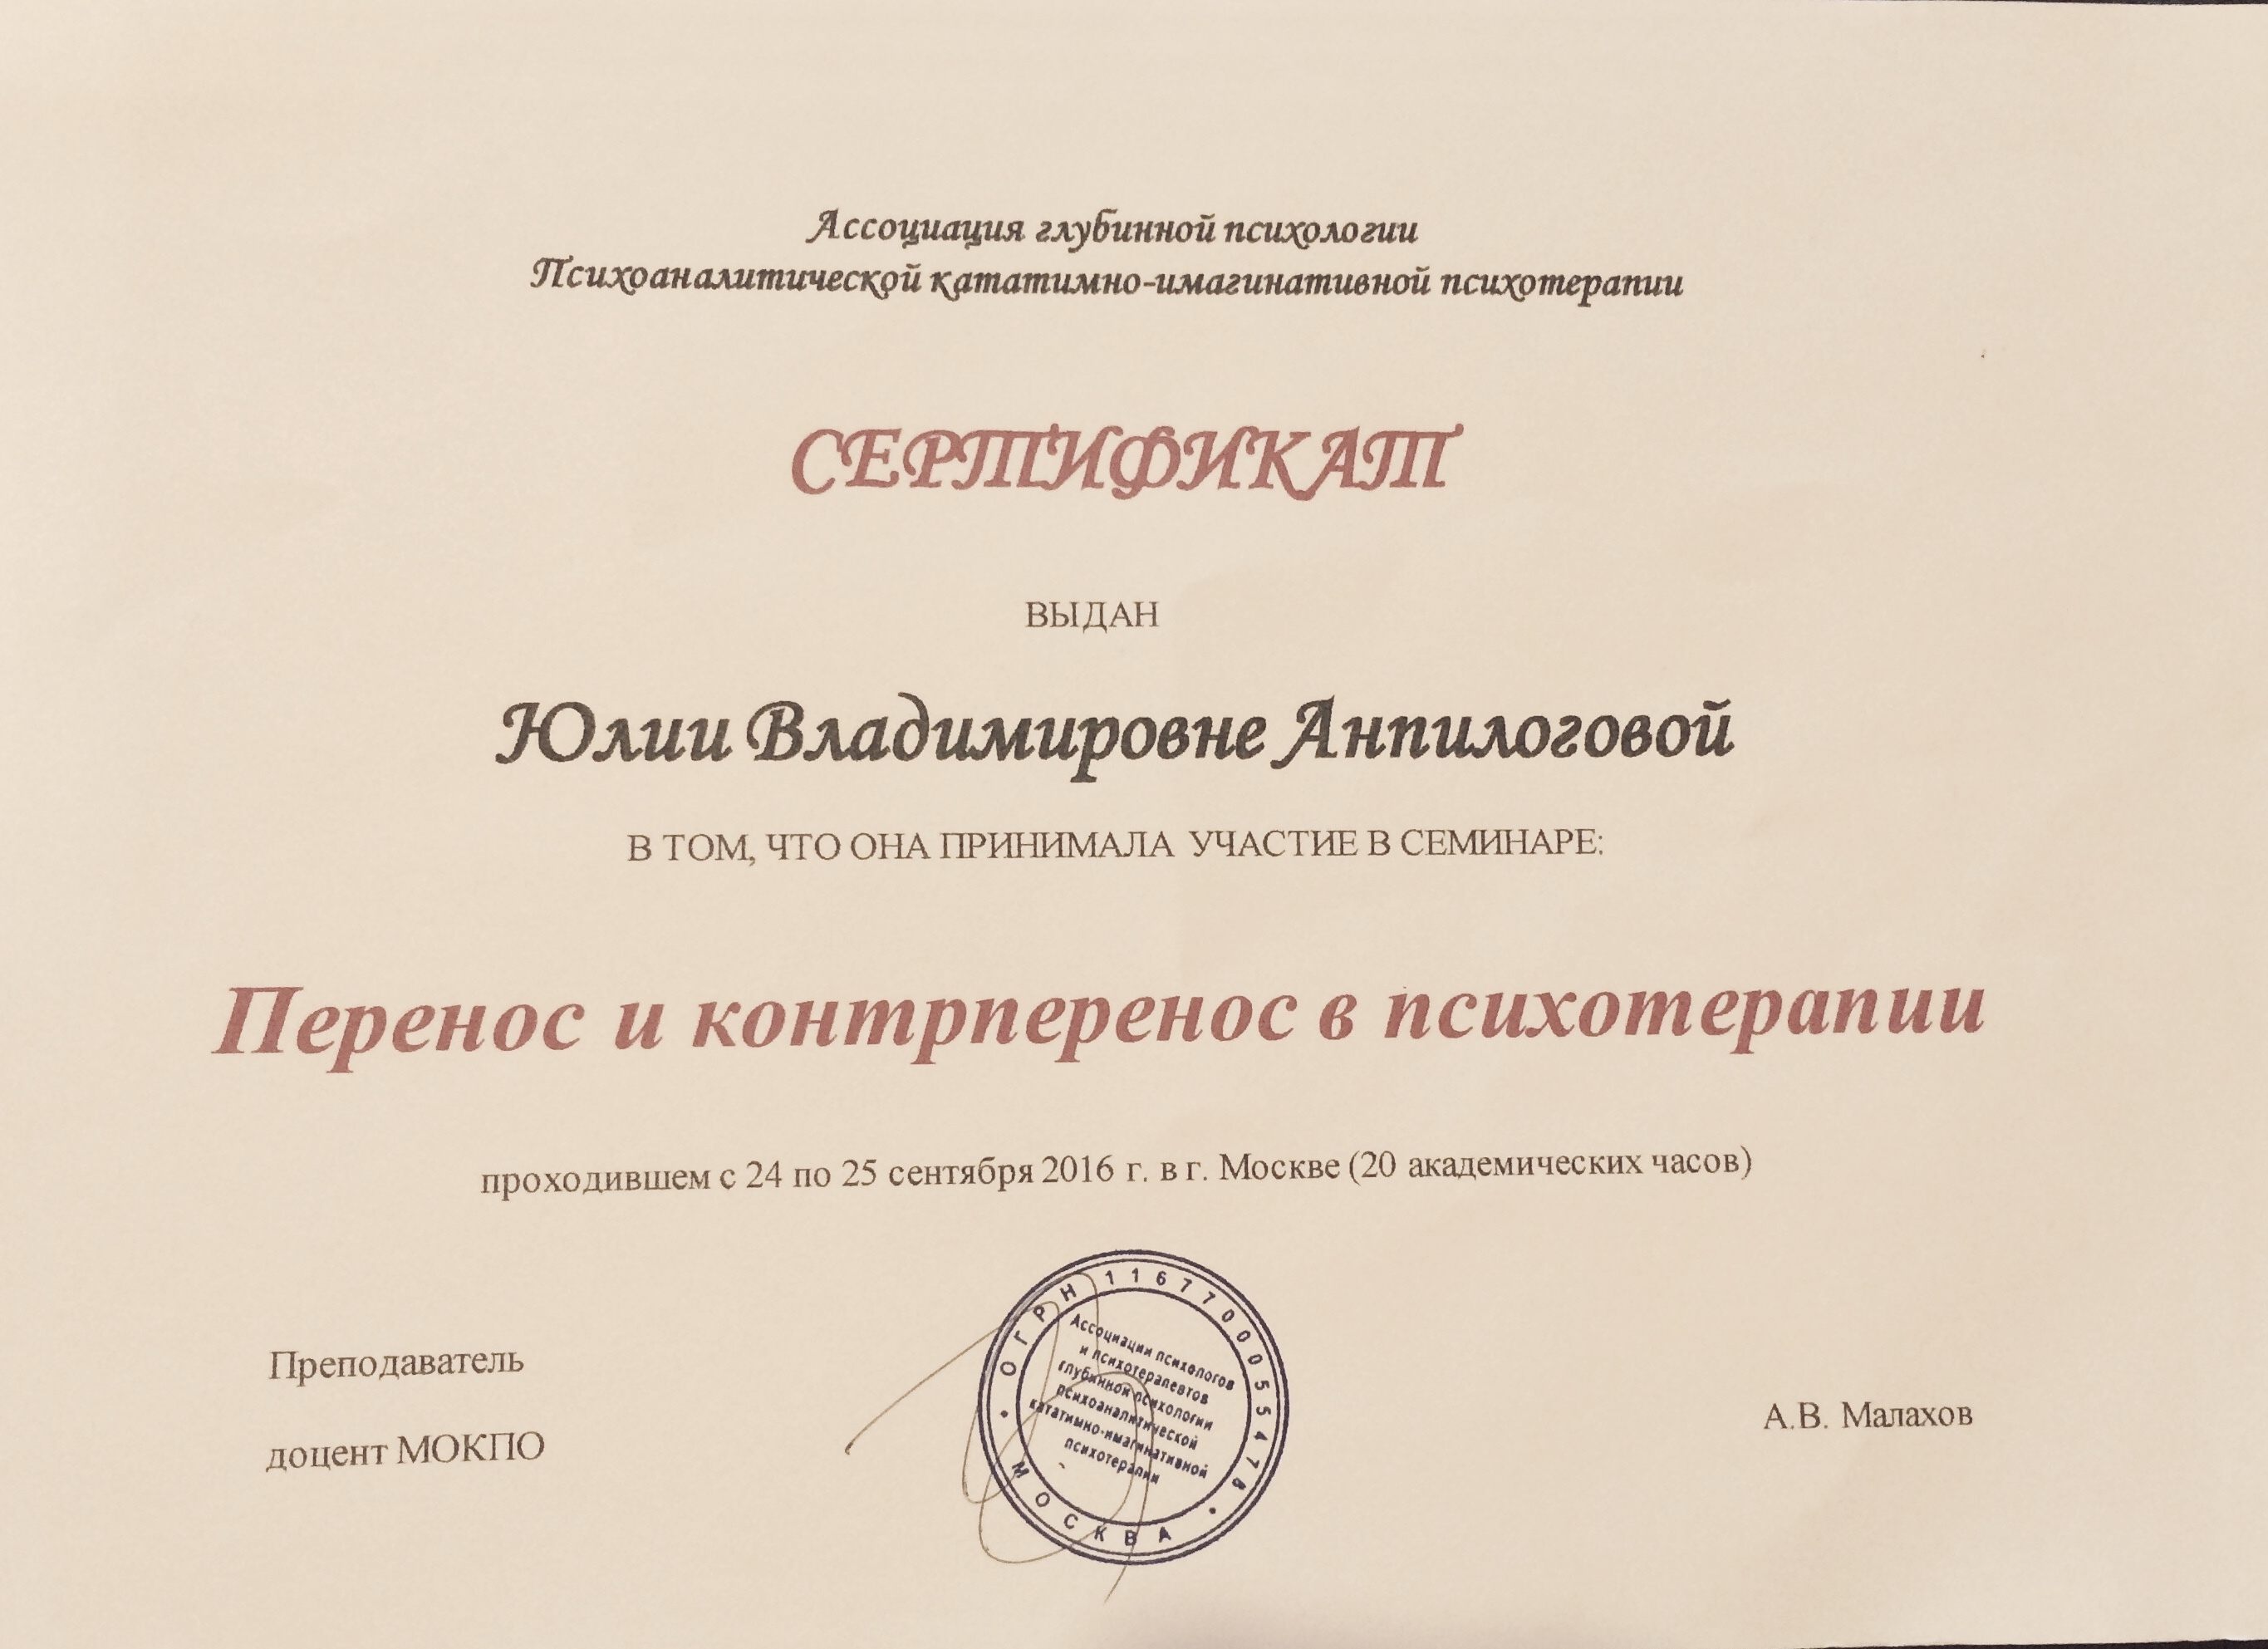 Ассоциация глубинной психологии
Психоаналитической кататимно-имагинативной психотерапии
СЕРТИФИКАТ
ВЫДАН
Юлии Владимировне Анпилоговой
В ТОМ, ЧТО ОНА ПРИНИМАЛА УЧАСТИЕ В СЕМИНАРЕ:
Перенос и контрперенос в психотерапии
проходившем с 24 по 25 сентября 2016 г. в г. Москве (20 академических часов)
Преподаватель
доцент МОКПО
ОГРН 1167700055478
Ассоциации психологов
и психотерапевтов
глубинной психологии
психоаналитической
кататимно-имагинативной
психотерапии
МОСКВА
А.В. Малахов